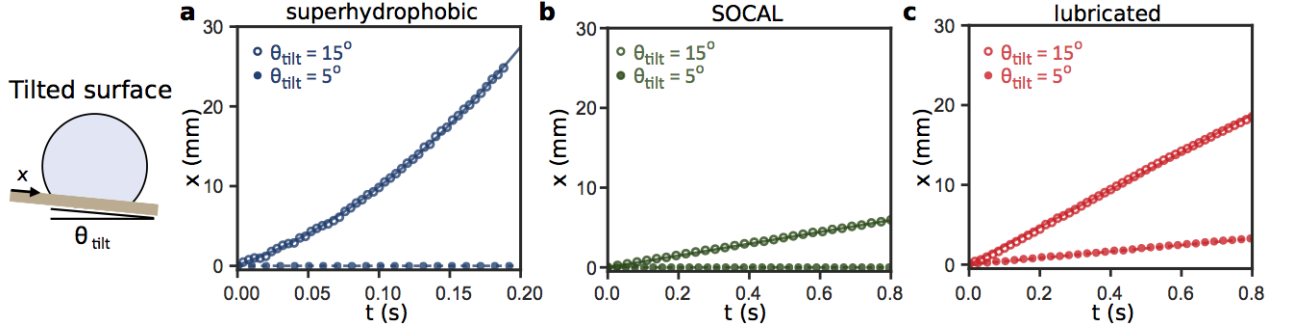 Tilted surface
x
θ tilt
a superhydrophobic
30
20
10
0
x (mm)
θtilt = 15°
θtilt = 5°
0.00 0.05 0.10 0.15 0.20
t (s)
b SOCAL
30
20
10
0
x (mm)
θtilt = 15°
θtilt = 5°
0.0 0.2 0.4 0.6 0.8
t (s)
c lubricated
30
20
10
0
x (mm)
θtilt = 15°
θtilt = 5°
0.0 0.2 0.4 0.6 0.8
t (s)